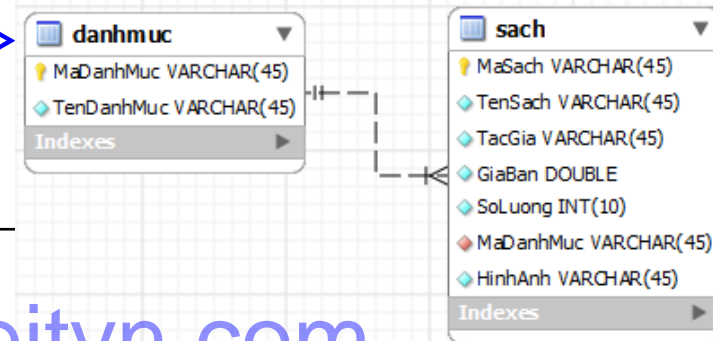 danhmuc
MaDanhMuc VARCHAR(45)
TenDanhMuc VARCHAR(45)
Indexes
sach
MaSach VARCHAR(45)
TenSach VARCHAR(45)
TacGia VARCHAR(45)
GiaBan DOUBLE
SoLuong INT(10)
MaDanhMuc VARCHAR(45)
HinhAnh VARCHAR(45)
Indexes